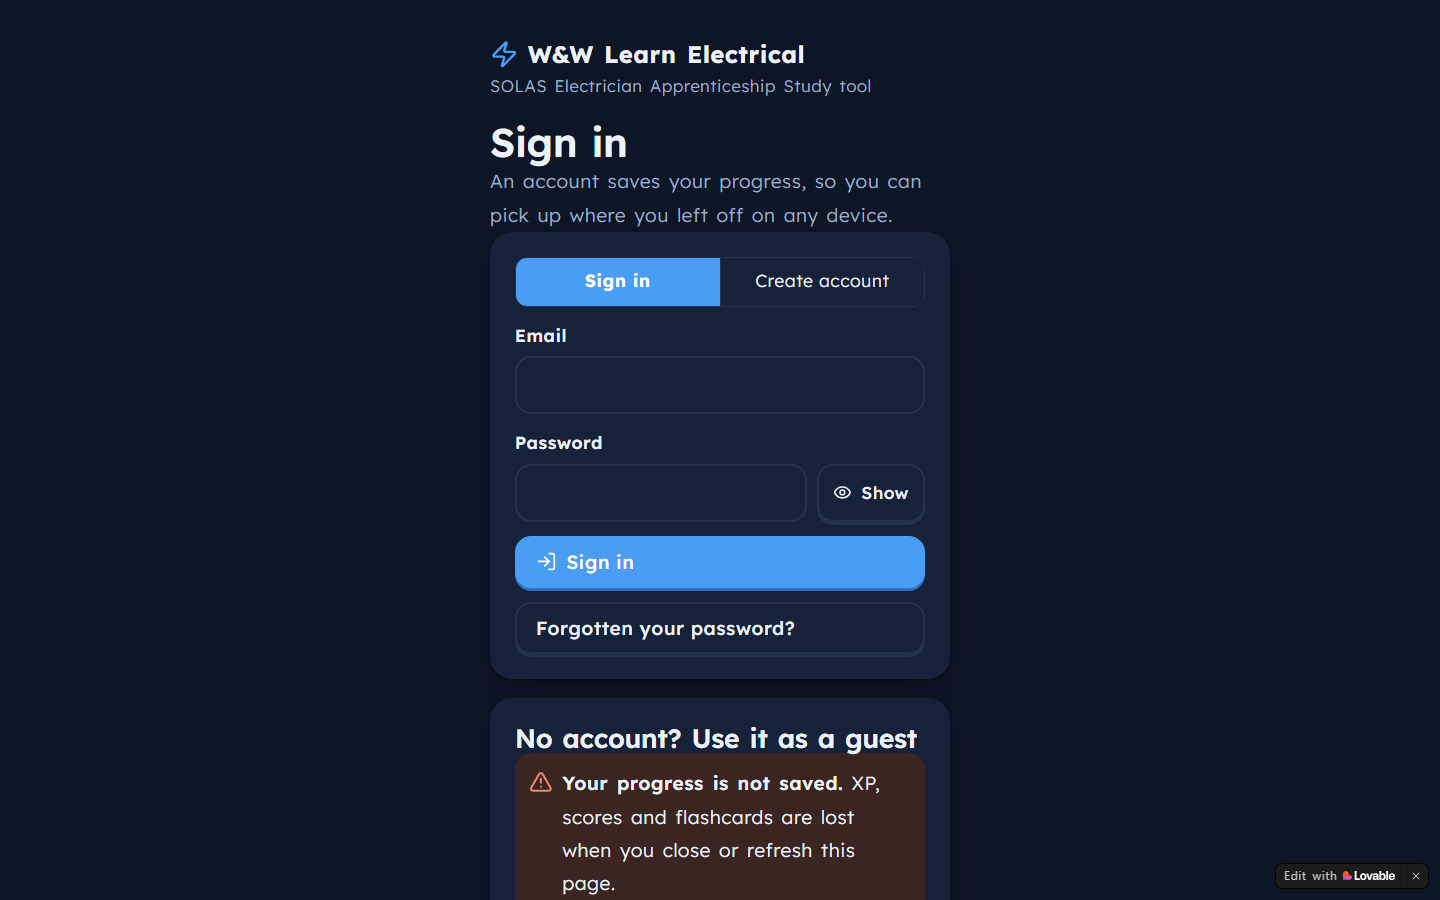 W&W Learn Electrical
SOLAS Electrician Apprenticeship Study tool
Sign in
An account saves your progress, so you can
pick up where you left off on any device.
Sign in
Create account
Email
Password
Show
Sign in
Forgotten your password?
No account? Use it as a guest
Your progress is not saved. XP,
scores and flashcards are lost
when you close or refresh this
page.
Edit with Lovable